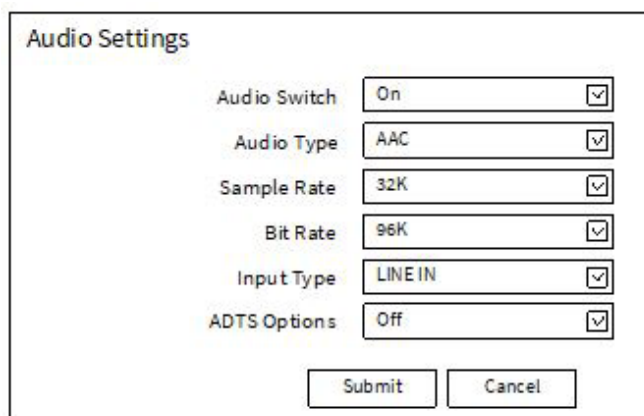 Audio Settings
Audio Switch On
Audio Type AAC
Sample Rate 32K
Bit Rate 96K
Input Type LINE IN
ADTS Options Off
Submit Cancel